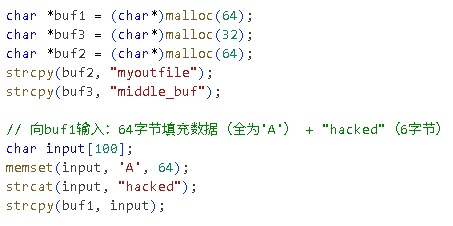 char *buf1 = (char*)malloc(64);
char *buf3 = (char*)malloc(32);
char *buf2 = (char*)malloc(64);
strcpy(buf2, "myoutfile");
strcpy(buf3, "middle_buf");
// 向buf1输入：64字节填充数据（全为'A'） + "hacked"（6字节）
char input[100];
memset(input, 'A', 64);
strcat(input, "hacked");
strcpy(buf1, input);